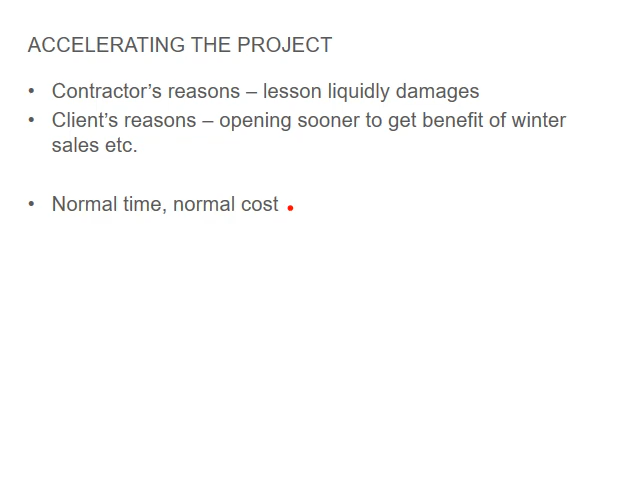 ACCELERATING THE PROJECT
• Contractor’s reasons – lesson liquidly damages
• Client’s reasons – opening sooner to get benefit of winter
sales etc.
• Normal time, normal cost